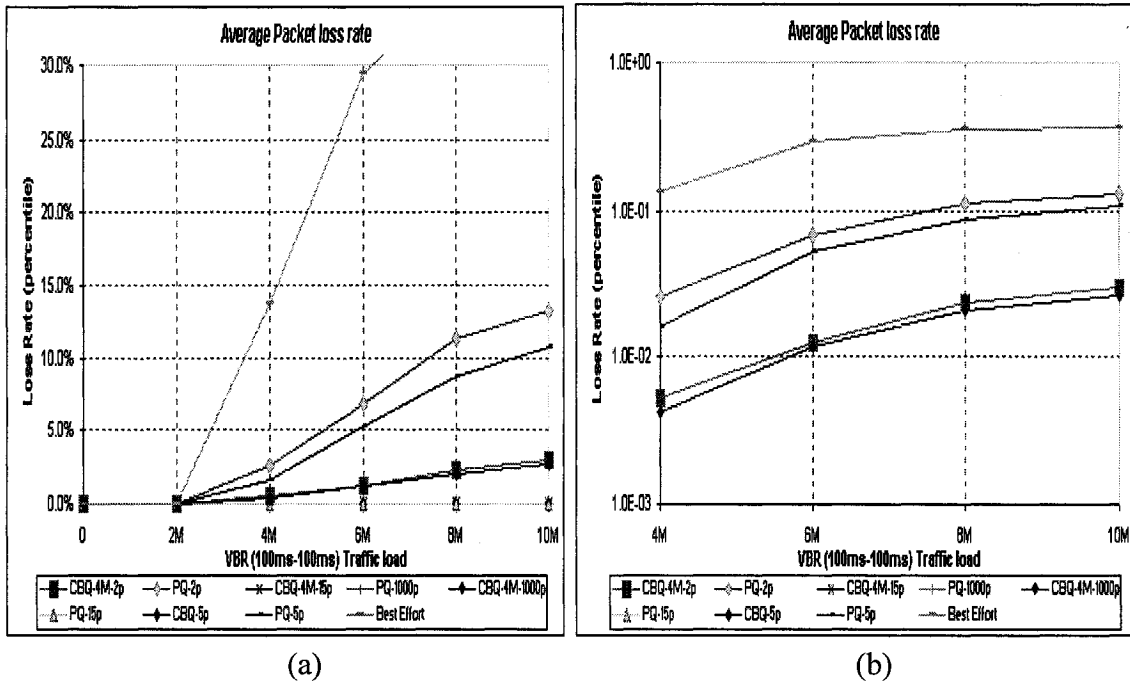 Average Packet loss rate
30.0%
25.0%
20.0%
15.0%
10.0%
5.0%
0.0%
Loss Rate (percentile)
0 2M 4M 6M 8M 10M
VBR (100ms-100ms) Traffic load
CBQ-4M-2p PQ-2p CBQ-4M-15p PQ-1000p CBQ-4M-1000p
PQ-15p CBQ-5p PQ-5p Best Effort
(a)
Average Packet loss rate
1.0E+00
1.0E-01
1.0E-02
1.0E-03
Loss Rate (percentile)
4M 6M 8M 10M
VBR (100ms-100ms) Traffic load
CBQ-4M-2p PQ-2p CBQ-4M-15p PQ-1000p CBQ-4M-1000p
PQ-15p CBQ-5p PQ-5p Best Effort
(b)